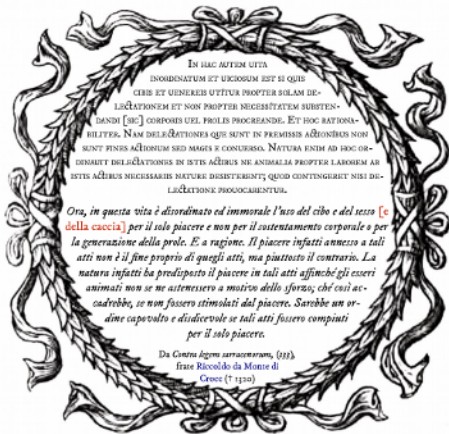 In hac autem uita
inordinatum et uiciosum est si quis
cibis et uenereis utitur propter solam de-
lectationem et non propter necessitatem susten-
dandi [sic] corporis uel prolis procreande. Et hoc rationa-
biliter. Nam delectationes que sunt in premissis actionibus non
sunt fines actionum sed magis e conuerso. Natura enim ad hoc or-
dinauit delectationes in istis actibus ne animalia propter laborem ab
istis actibus necessariis nature desisterent; quod contingeret nisi de-
lectatione prouocarentur.
Ora, in questa vita è disordinato ed immorale l'uso del cibo e del sesso [e
della caccia] per il solo piacere e non per il sostentamento corporale o per
la generazione della prole. E a ragione. Il piacere infatti annesso a tali
atti non è il fine proprio di quegli atti, ma piuttosto il contrario. La
natura infatti ha predisposto il piacere in tali atti affinché gli esseri
animati non se ne astenessero a motivo dello sforzo; ché così ac-
cadrebbe, se non fossero stimolati dal piacere. Sarebbe un or-
dine capovolto e disdicevole se tali atti fossero compiuti
per il solo piacere.
Da Contra legem sarracenorum, (133),
frate Riccoldo da Monte di
Croce († 1320)